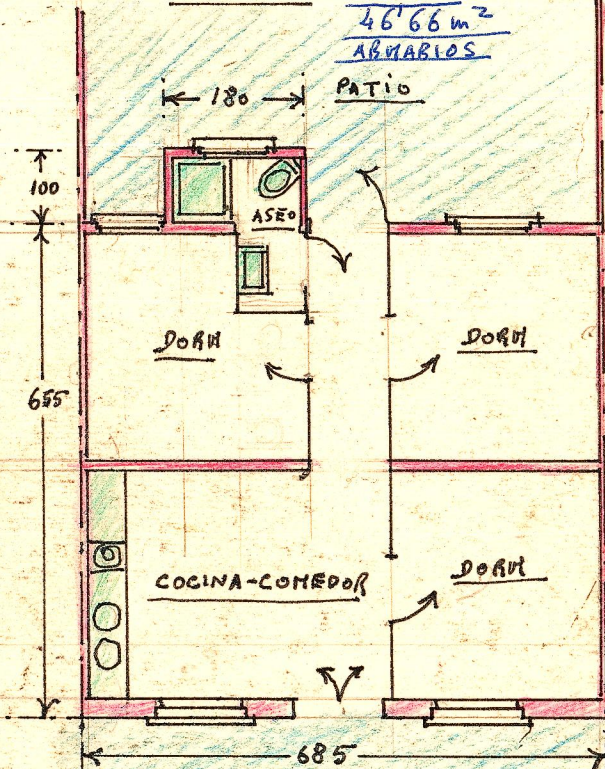 46'66 m²
ARMARIOS
PATIO
180
100
ASEO
DORM
DORM
655
COCINA-COMEDOR
DORM
685